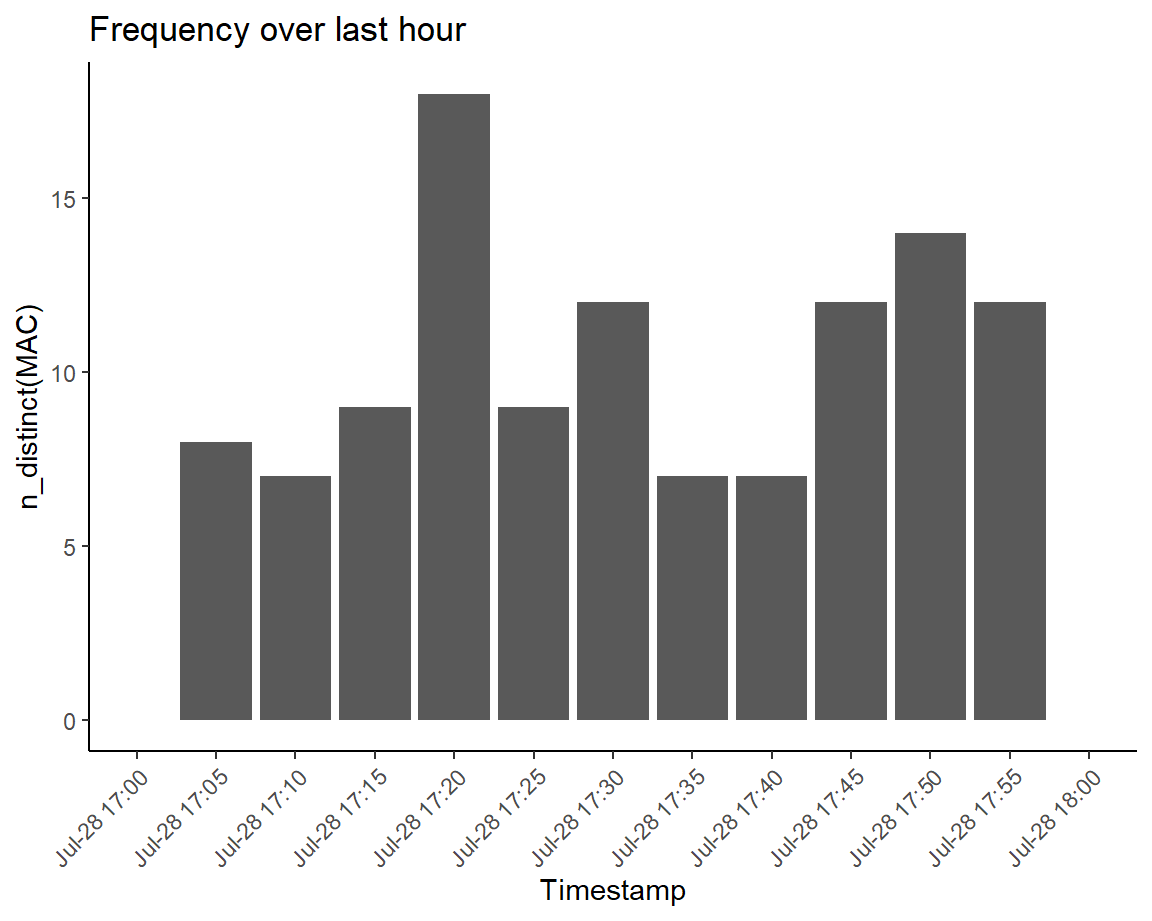 Frequency over last hour
n_distinct(MAC)
15
10
5
0
Jul-28 17:00
Jul-28 17:05
Jul-28 17:10
Jul-28 17:15
Jul-28 17:20
Jul-28 17:25
Jul-28 17:30
Jul-28 17:35
Jul-28 17:40
Jul-28 17:45
Jul-28 17:50
Jul-28 17:55
Jul-28 18:00
Timestamp